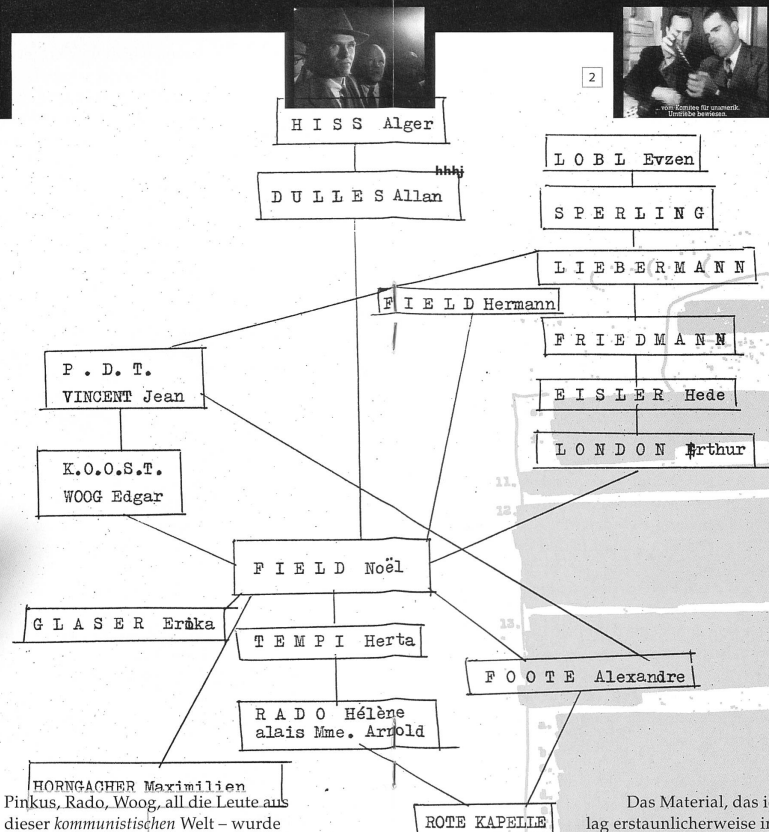 2
... vom Komitee für unamerik.
Umtriebe bewiesen.
H I S S Alger
hhhj
D U L L E S Allan
L O B L Evzen
S P E R L I N G
L I E B E R M A N N
F I E L D Hermann
F R I E D M A N N
P . D. T.
VINCENT Jean
E I S L E R Hede
K.O.O.S.T.
WOOG Edgar
L O N D O N Arthur
11.
12.
F I E L D Noël
13.
G L A S E R Erika
T E M P I Herta
F O O T E Alexandre
R A D O Hélène
alais Mme. Arnold
HORNGACHER Maximilien
ROTE KAPELLE
Pinkus, Rado, Woog, all die Leute aus
dieser kommunistischen Welt – wurde
Das Material, das
lag erstaunlicherweise